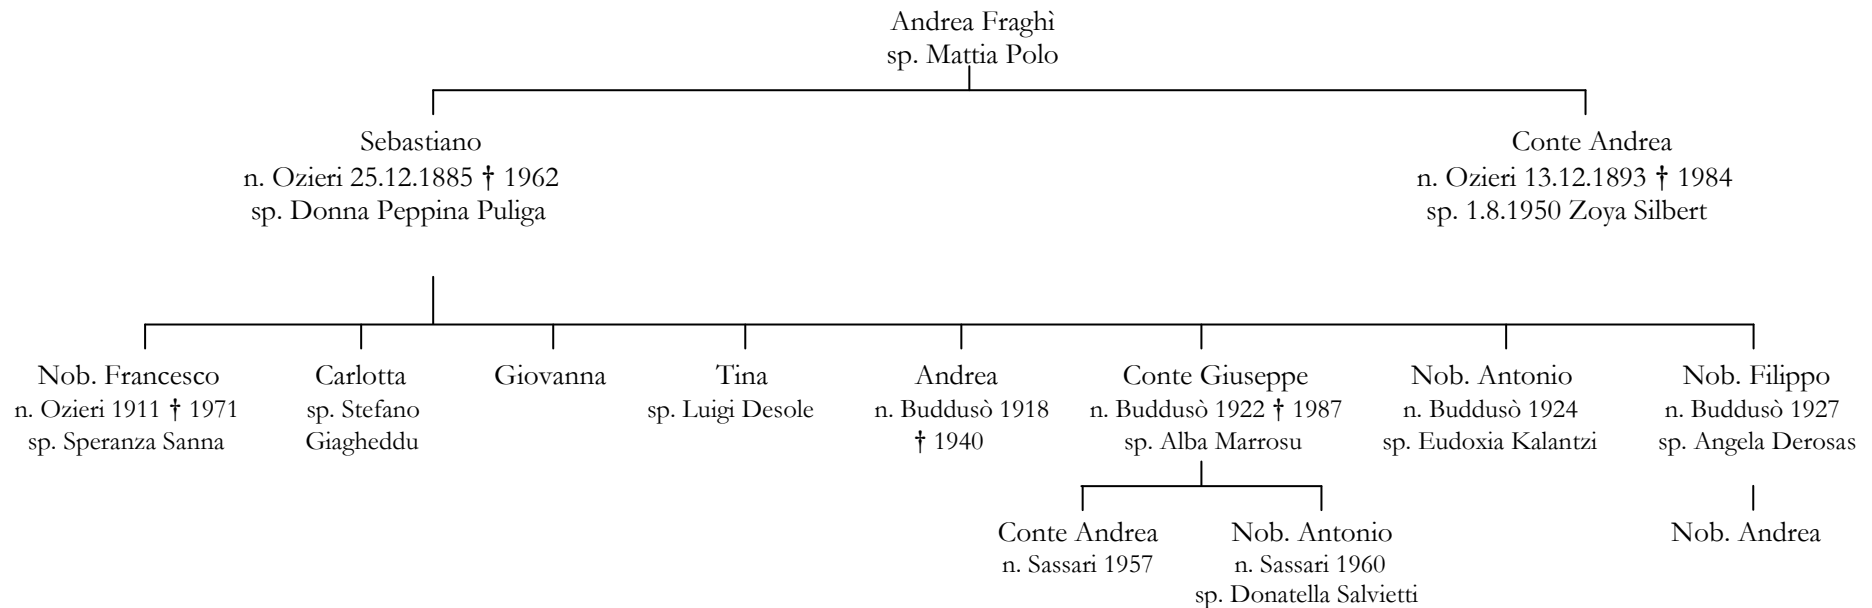 Andrea Fraghì
sp. Mattia Polo
Sebastiano
n. Ozieri 25.12.1885 † 1962
sp. Donna Peppina Puliga
Conte Andrea
n. Ozieri 13.12.1893 † 1984
sp. 1.8.1950 Zoya Silbert
Nob. Francesco
n. Ozieri 1911 † 1971
sp. Speranza Sanna
Carlotta
sp. Stefano
Giagheddu
Giovanna
Tina
sp. Luigi Desole
Andrea
n. Buddusò 1918
† 1940
Conte Giuseppe
n. Buddusò 1922 † 1987
sp. Alba Marrosu
Nob. Antonio
n. Buddusò 1924
sp. Eudoxia Kalantzi
Nob. Filippo
n. Buddusò 1927
sp. Angela Derosas
Conte Andrea
n. Sassari 1957
Nob. Antonio
n. Sassari 1960
sp. Donatella Salvietti
Nob. Andrea